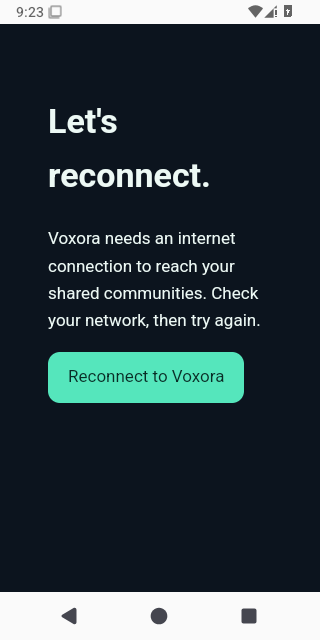 9:23
Let's
reconnect.
Voxora needs an internet
connection to reach your
shared communities. Check
your network, then try again.
Reconnect to Voxora